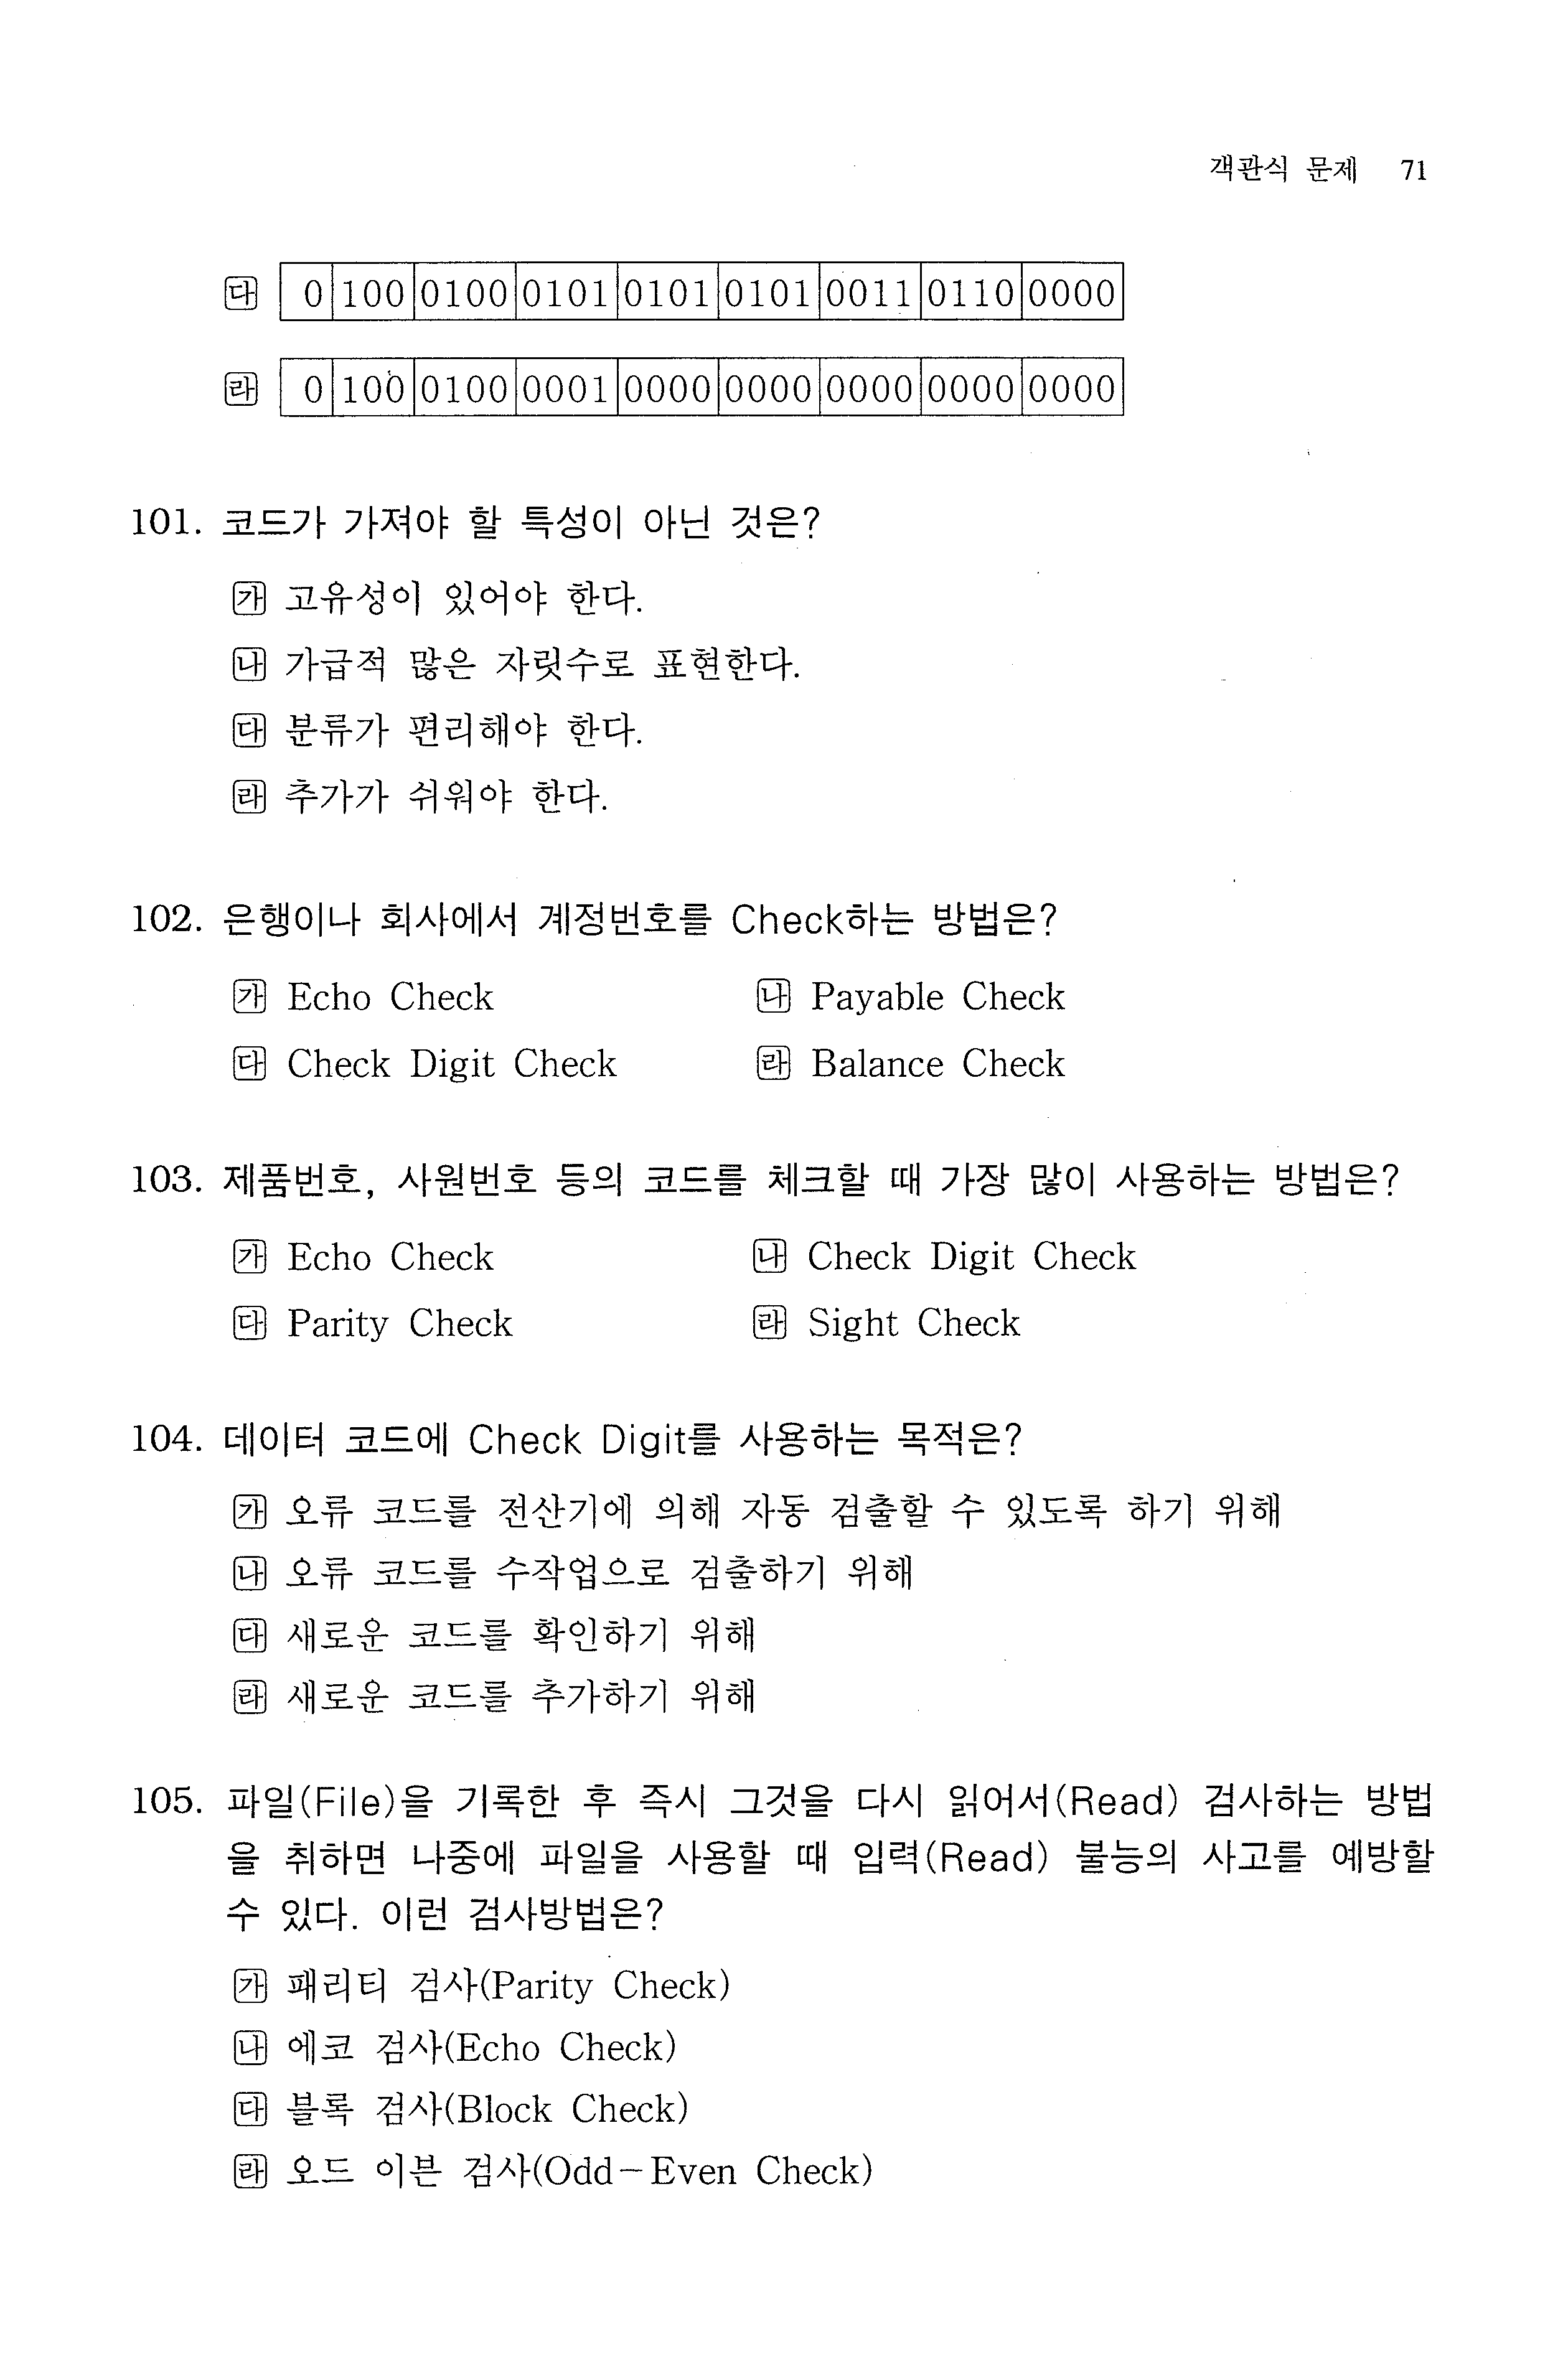 객관식 문제 71
다 0 100 0100 0101 0101 0101 0011 0110 0000
라 0 100 0100 0001 0000 0000 0000 0000 0000
101. 코드가 가져야 할 특성이 아닌 것은?
가 고유성이 있어야 한다.
나 가급적 많은 자릿수로 표현한다.
다 분류가 편리해야 한다.
라 추가가 쉬워야 한다.
102. 은행이나 회사에서 계정번호를 Check하는 방법은?
가 Echo Check 나 Payable Check
다 Check Digit Check 라 Balance Check
103. 제품번호, 사원번호 등의 코드를 체크할 때 가장 많이 사용하는 방법은?
가 Echo Check 나 Check Digit Check
다 Parity Check 라 Sight Check
104. 데이터 코드에 Check Digit를 사용하는 목적은?
가 오류 코드를 전산기에 의해 자동 검출할 수 있도록 하기 위해
나 오류 코드를 수작업으로 검출하기 위해
다 새로운 코드를 확인하기 위해
라 새로운 코드를 추가하기 위해
105. 파일(File)을 기록한 후 즉시 그것을 다시 읽어서(Read) 검사하는 방법
을 취하면 나중에 파일을 사용할 때 입력(Read) 불능의 사고를 예방할
수 있다. 이런 검사방법은?
가 패리티 검사(Parity Check)
나 에코 검사(Echo Check)
다 블록 검사(Block Check)
라 오드 이븐 검사(Odd-Even Check)